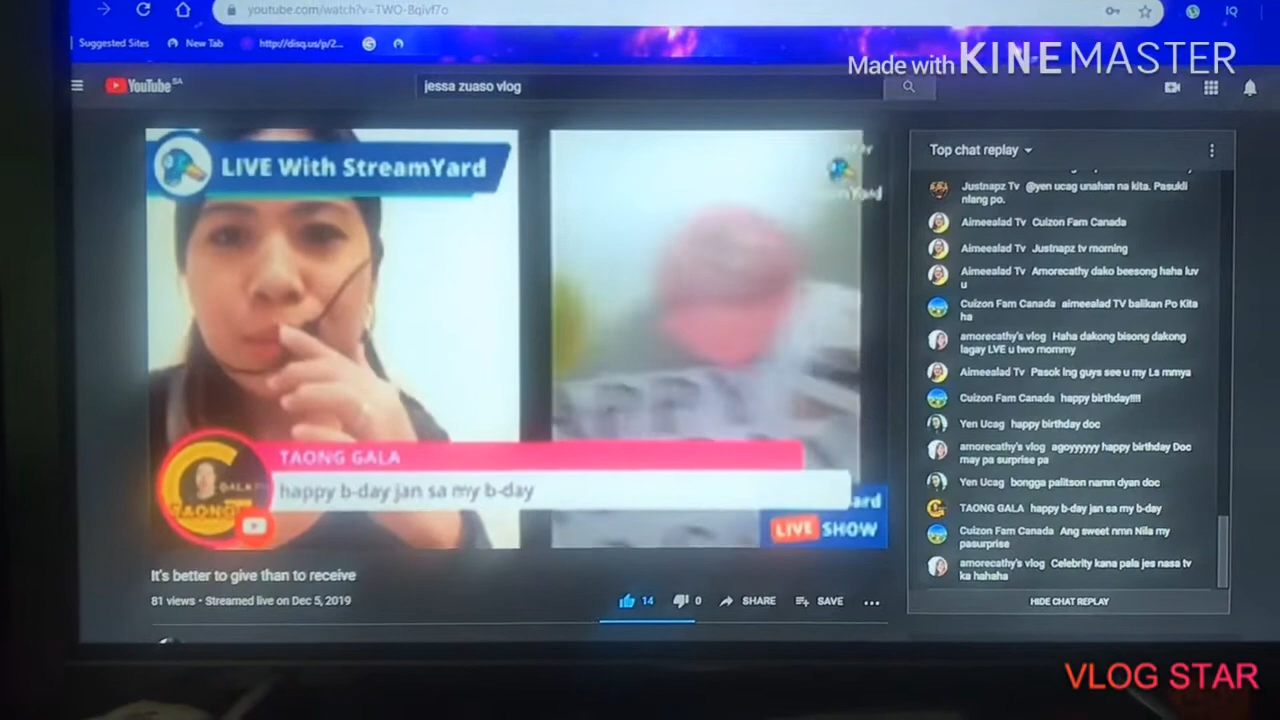 youtube.com/watch?v=TWO-Bqivf7o
Suggested Sites
New Tab
http://disq.us/p/2...
IQ
Made with KINEMASTER
YouTube SA
jessa zuaso vlog
LIVE With StreamYard
TAONG GALA
happy b-day jan sa my b-day
LIVE SHOW
It's better to give than to receive
81 views • Streamed live on Dec 5, 2019
14
0
SHARE
SAVE
Top chat replay
Justnapz Tv @yen ucag unahan na kita. Pasukli
nlang po.
Aimeealad Tv Cuizon Fam Canada
Aimeealad Tv Justnapz tv morning
Aimeealad Tv Amorecathy dako beesong haha luv
u
Cuizon Fam Canada aimeealad TV balikan Po Kita
ha
amorecathy's vlog Haha dakong bisong dakong
lagay LVE u two mommy
Aimeealad Tv Pasok lng guys see u my Ls mmya
Cuizon Fam Canada happy birthday!!!!
Yen Ucag happy birthday doc
amorecathy's vlog agoyyyyyy happy birthday Doc
may pa surprise pa
Yen Ucag bongga palitson namn dyan doc
TAONG GALA happy b-day jan sa my b-day
Cuizon Fam Canada Ang sweet nmn Nila my
pasurprise
amorecathy's vlog Celebrity kana pala jes nasa tv
ka hahaha
HIDE CHAT REPLAY
VLOG STAR